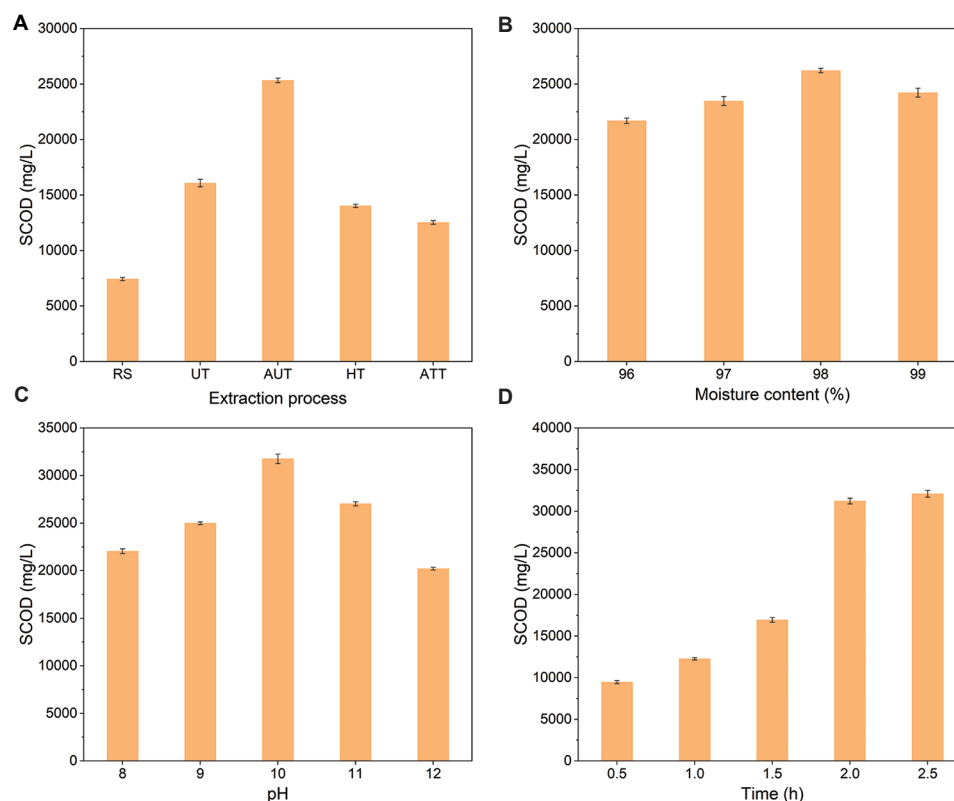 A
SCOD (mg/L)
30000
25000
20000
15000
10000
5000
0
RS UT AUT HT ATT
Extraction process
B
SCOD (mg/L)
30000
25000
20000
15000
10000
5000
0
96 97 98 99
Moisture content (%)
C
SCOD (mg/L)
35000
30000
25000
20000
15000
10000
5000
0
8 9 10 11 12
pH
D
SCOD (mg/L)
40000
35000
30000
25000
20000
15000
10000
5000
0
0.5 1.0 1.5 2.0 2.5
Time (h)